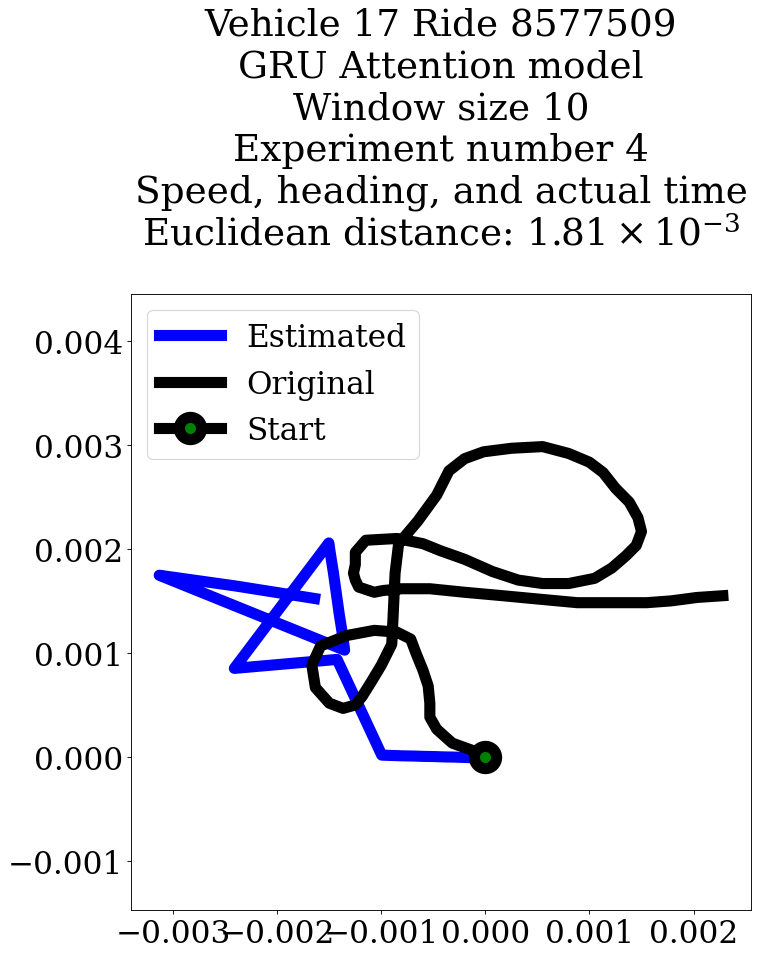 Vehicle 17 Ride 8577509
GRU Attention model
Window size 10
Experiment number 4
Speed, heading, and actual time
Euclidean distance: 1.81 × 10⁻³
Estimated
Original
Start
0.004
0.003
0.002
0.001
0.000
−0.001
−0.003 −0.002 −0.001 0.000 0.001 0.002